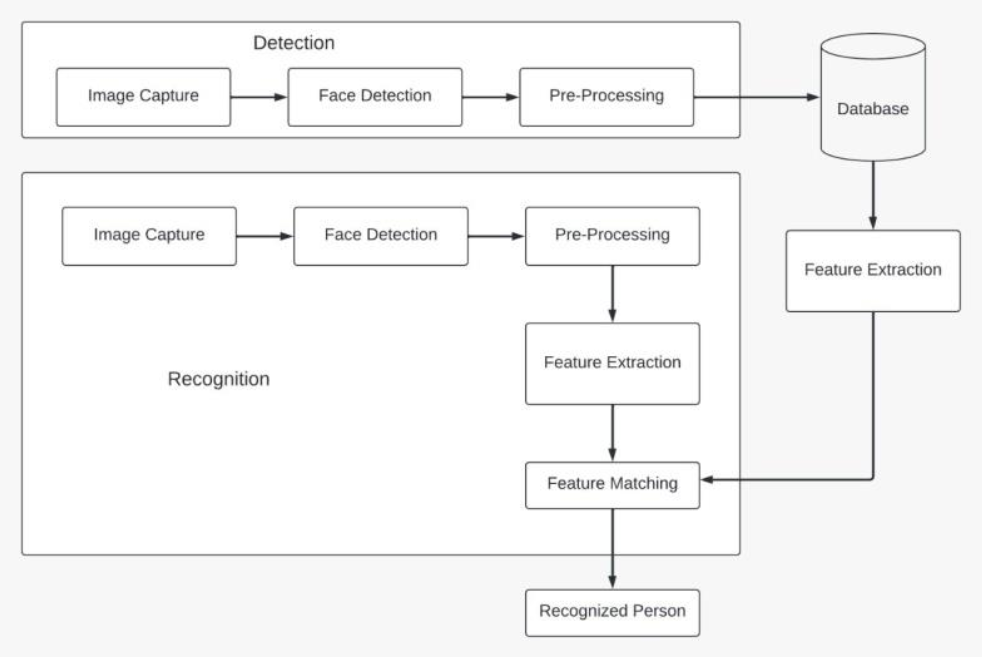 Detection
Image Capture
Face Detection
Pre-Processing
Database
Image Capture
Face Detection
Pre-Processing
Feature Extraction
Feature Extraction
Recognition
Feature Matching
Recognized Person